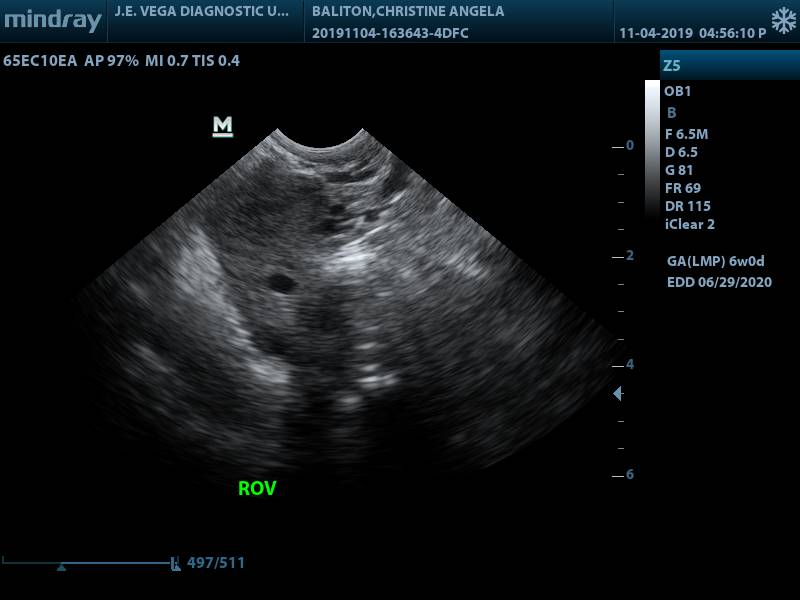 mindray
J.E. VEGA DIAGNOSTIC U...
BALITON,CHRISTINE ANGELA
20191104-163643-4DFC
11-04-2019 04:56:10 P
65EC10EA AP 97% MI 0.7 TIS 0.4
Z5
M
OB1
B
F 6.5M
D 6.5
G 81
FR 69
DR 115
iClear 2
GA(LMP) 6w0d
EDD 06/29/2020
0
2
4
6
ROV
497/511